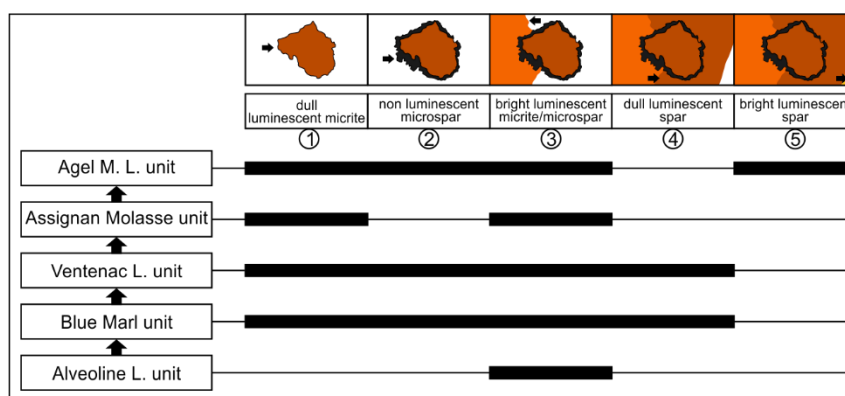 dull
luminescent micrite
non luminescent
microspar
bright luminescent
micrite/microspar
dull luminescent
spar
bright luminescent
spar
① ② ③ ④ ⑤
Agel M. L. unit
Assignan Molasse unit
Ventenac L. unit
Blue Marl unit
Alveoline L. unit